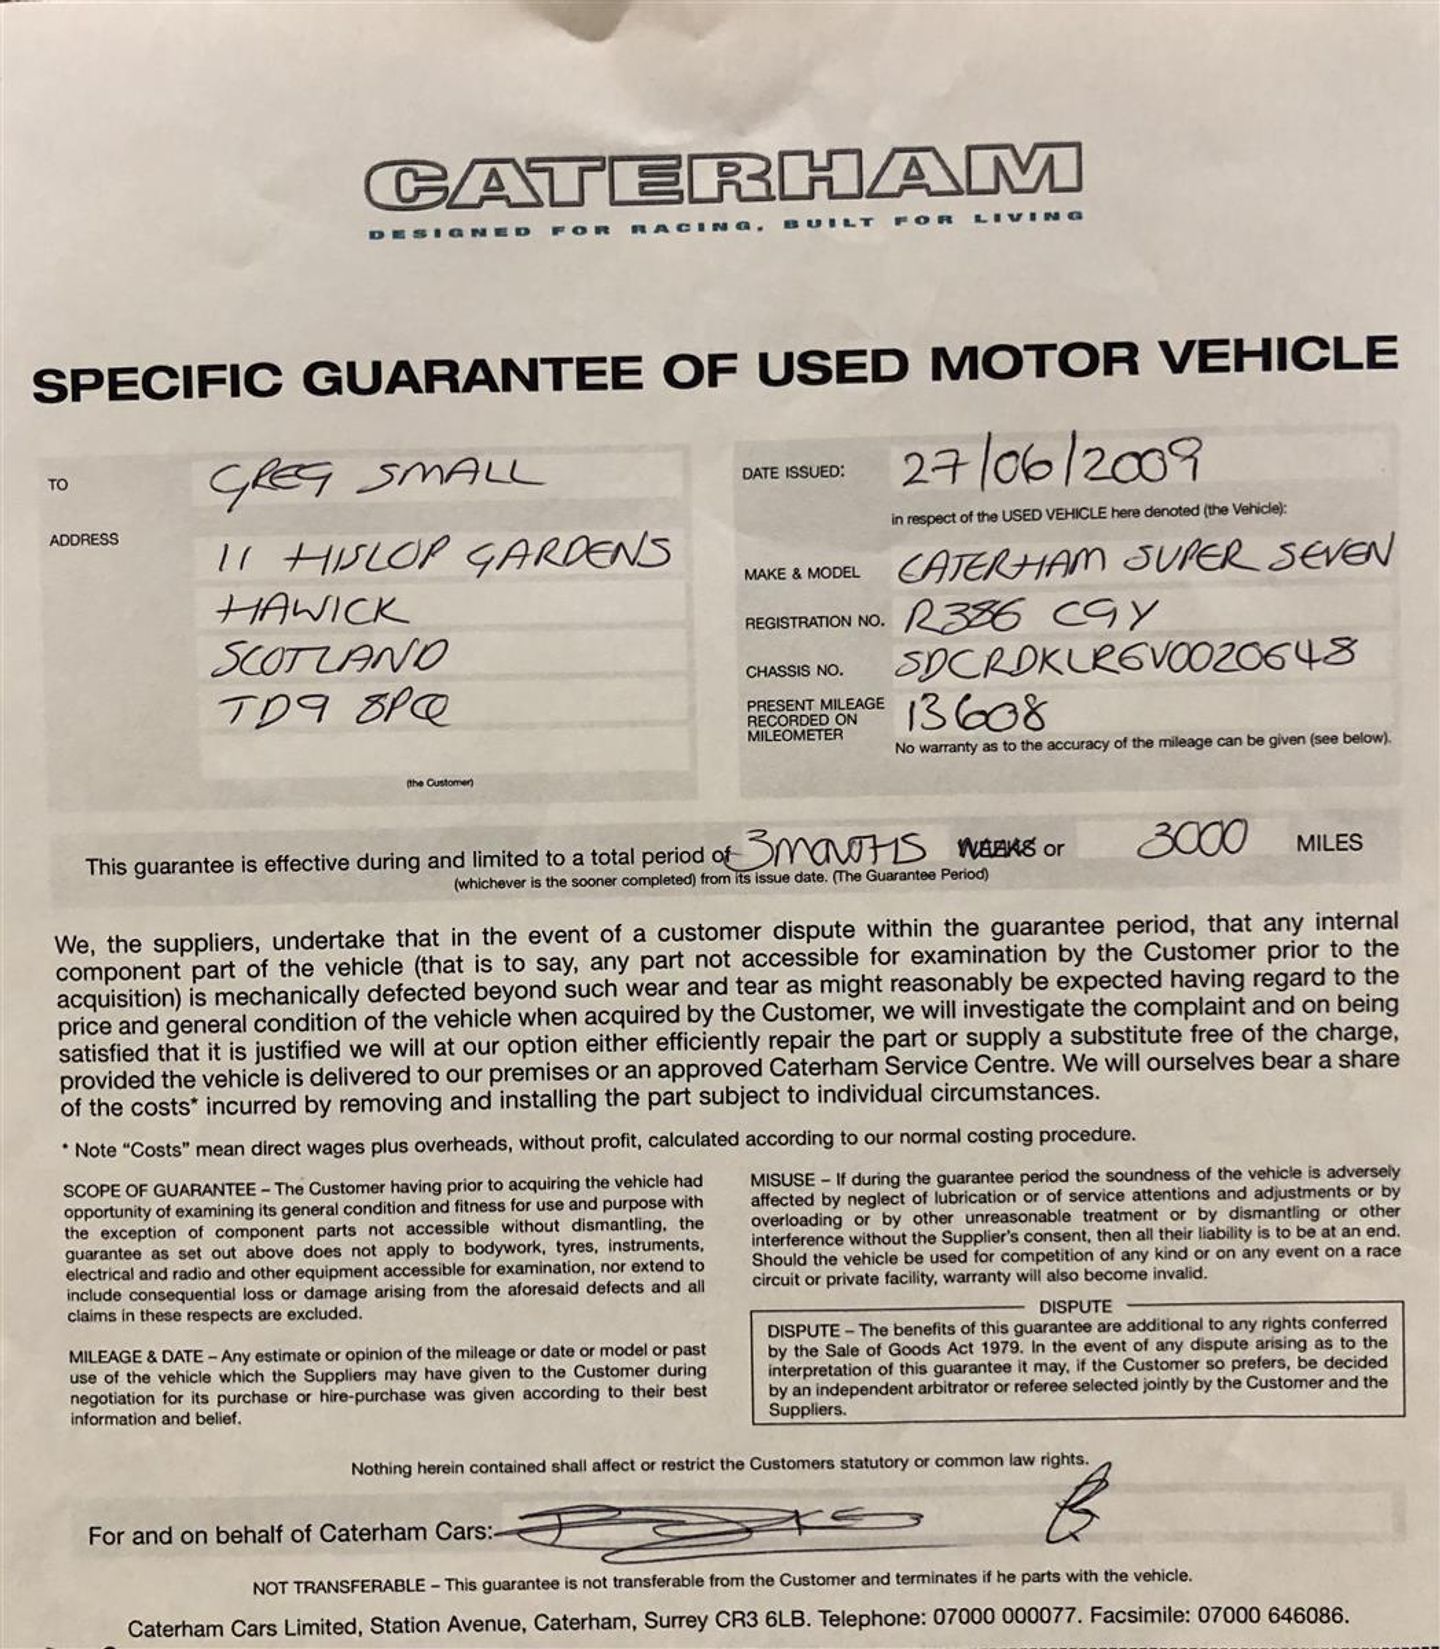 CATERHAM
DESIGNED FOR RACING, BUILT FOR LIVING
SPECIFIC GUARANTEE OF USED MOTOR VEHICLE
TO GREG SMALL
ADDRESS
11 HISLOP GARDENS
HAWICK
SCOTLAND
TD9 8PQ
(the Customer)
DATE ISSUED: 27/06/2009
in respect of the USED VEHICLE here denoted (the Vehicle):
MAKE & MODEL CATERHAM SUPER SEVEN
REGISTRATION NO. R386 CGY
CHASSIS NO. SDCRDKLR6V0020648
PRESENT MILEAGE
RECORDED ON
MILEOMETER
13608
No warranty as to the accuracy of the mileage can be given (see below).
This guarantee is effective during and limited to a total period of 3 MONTHS WEEKS or 3000 MILES
(whichever is the sooner completed) from its issue date. (The Guarantee Period)
We, the suppliers, undertake that in the event of a customer dispute within the guarantee period, that any internal
component part of the vehicle (that is to say, any part not accessible for examination by the Customer prior to the
acquisition) is mechanically defected beyond such wear and tear as might reasonably be expected having regard to the
price and general condition of the vehicle when acquired by the Customer, we will investigate the complaint and on being
satisfied that it is justified we will at our option either efficiently repair the part or supply a substitute free of the charge,
provided the vehicle is delivered to our premises or an approved Caterham Service Centre. We will ourselves bear a share
of the costs* incurred by removing and installing the part subject to individual circumstances.
* Note “Costs” mean direct wages plus overheads, without profit, calculated according to our normal costing procedure.
SCOPE OF GUARANTEE – The Customer having prior to acquiring the vehicle had
opportunity of examining its general condition and fitness for use and purpose with
the exception of component parts not accessible without dismantling, the
guarantee as set out above does not apply to bodywork, tyres, instruments,
electrical and radio and other equipment accessible for examination, nor extend to
include consequential loss or damage arising from the aforesaid defects and all
claims in these respects are excluded.
MILEAGE & DATE – Any estimate or opinion of the mileage or date or model or past
use of the vehicle which the Suppliers may have given to the Customer during
negotiation for its purchase or hire-purchase was given according to their best
information and belief.
MISUSE – If during the guarantee period the soundness of the vehicle is adversely
affected by neglect of lubrication or of service attentions and adjustments or by
overloading or by other unreasonable treatment or by dismantling or other
interference without the Supplier's consent, then all their liability is to be at an end.
Should the vehicle be used for competition of any kind or on any event on a race
circuit or private facility, warranty will also become invalid.
DISPUTE
DISPUTE – The benefits of this guarantee are additional to any rights conferred
by the Sale of Goods Act 1979. In the event of any dispute arising as to the
interpretation of this guarantee it may, if the Customer so prefers, be decided
by an independent arbitrator or referee selected jointly by the Customer and the
Suppliers.
Nothing herein contained shall affect or restrict the Customers statutory or common law rights.
For and on behalf of Caterham Cars:
NOT TRANSFERABLE – This guarantee is not transferable from the Customer and terminates if he parts with the vehicle.
Caterham Cars Limited, Station Avenue, Caterham, Surrey CR3 6LB. Telephone: 07000 000077. Facsimile: 07000 646086.